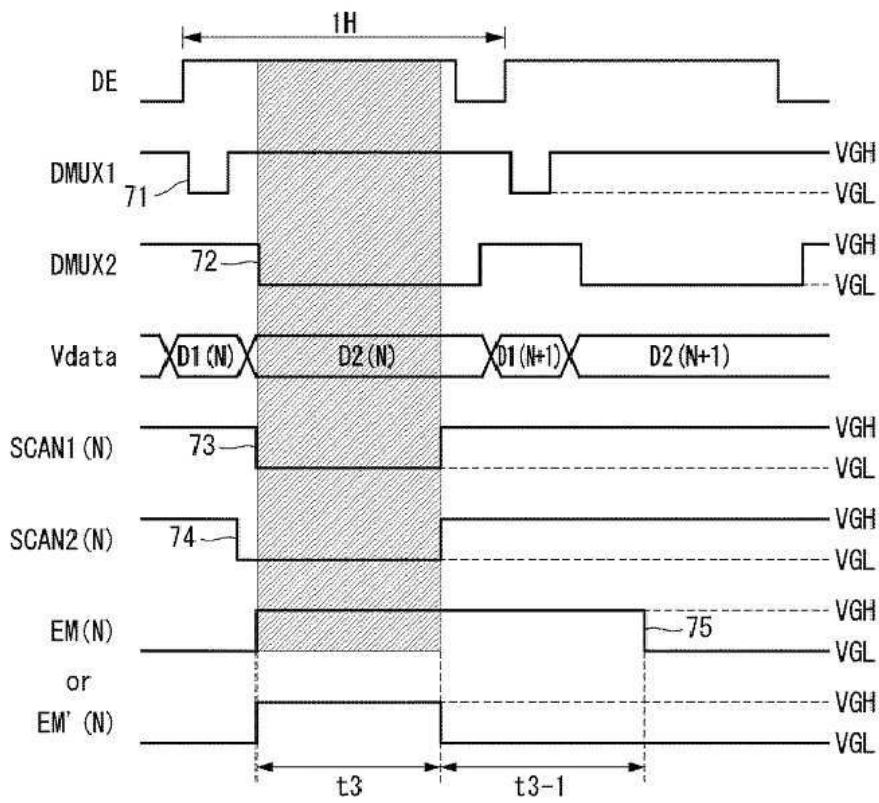 1H
DE
DMUX1
71
VGH
VGL
DMUX2
72
VGH
VGL
Vdata
D1(N)
D2(N)
D1(N+1)
D2(N+1)
SCAN1(N)
73
VGH
VGL
SCAN2(N)
74
VGH
VGL
EM(N)
75
VGH
VGL
or
EM'(N)
VGH
VGL
t3
t3-1